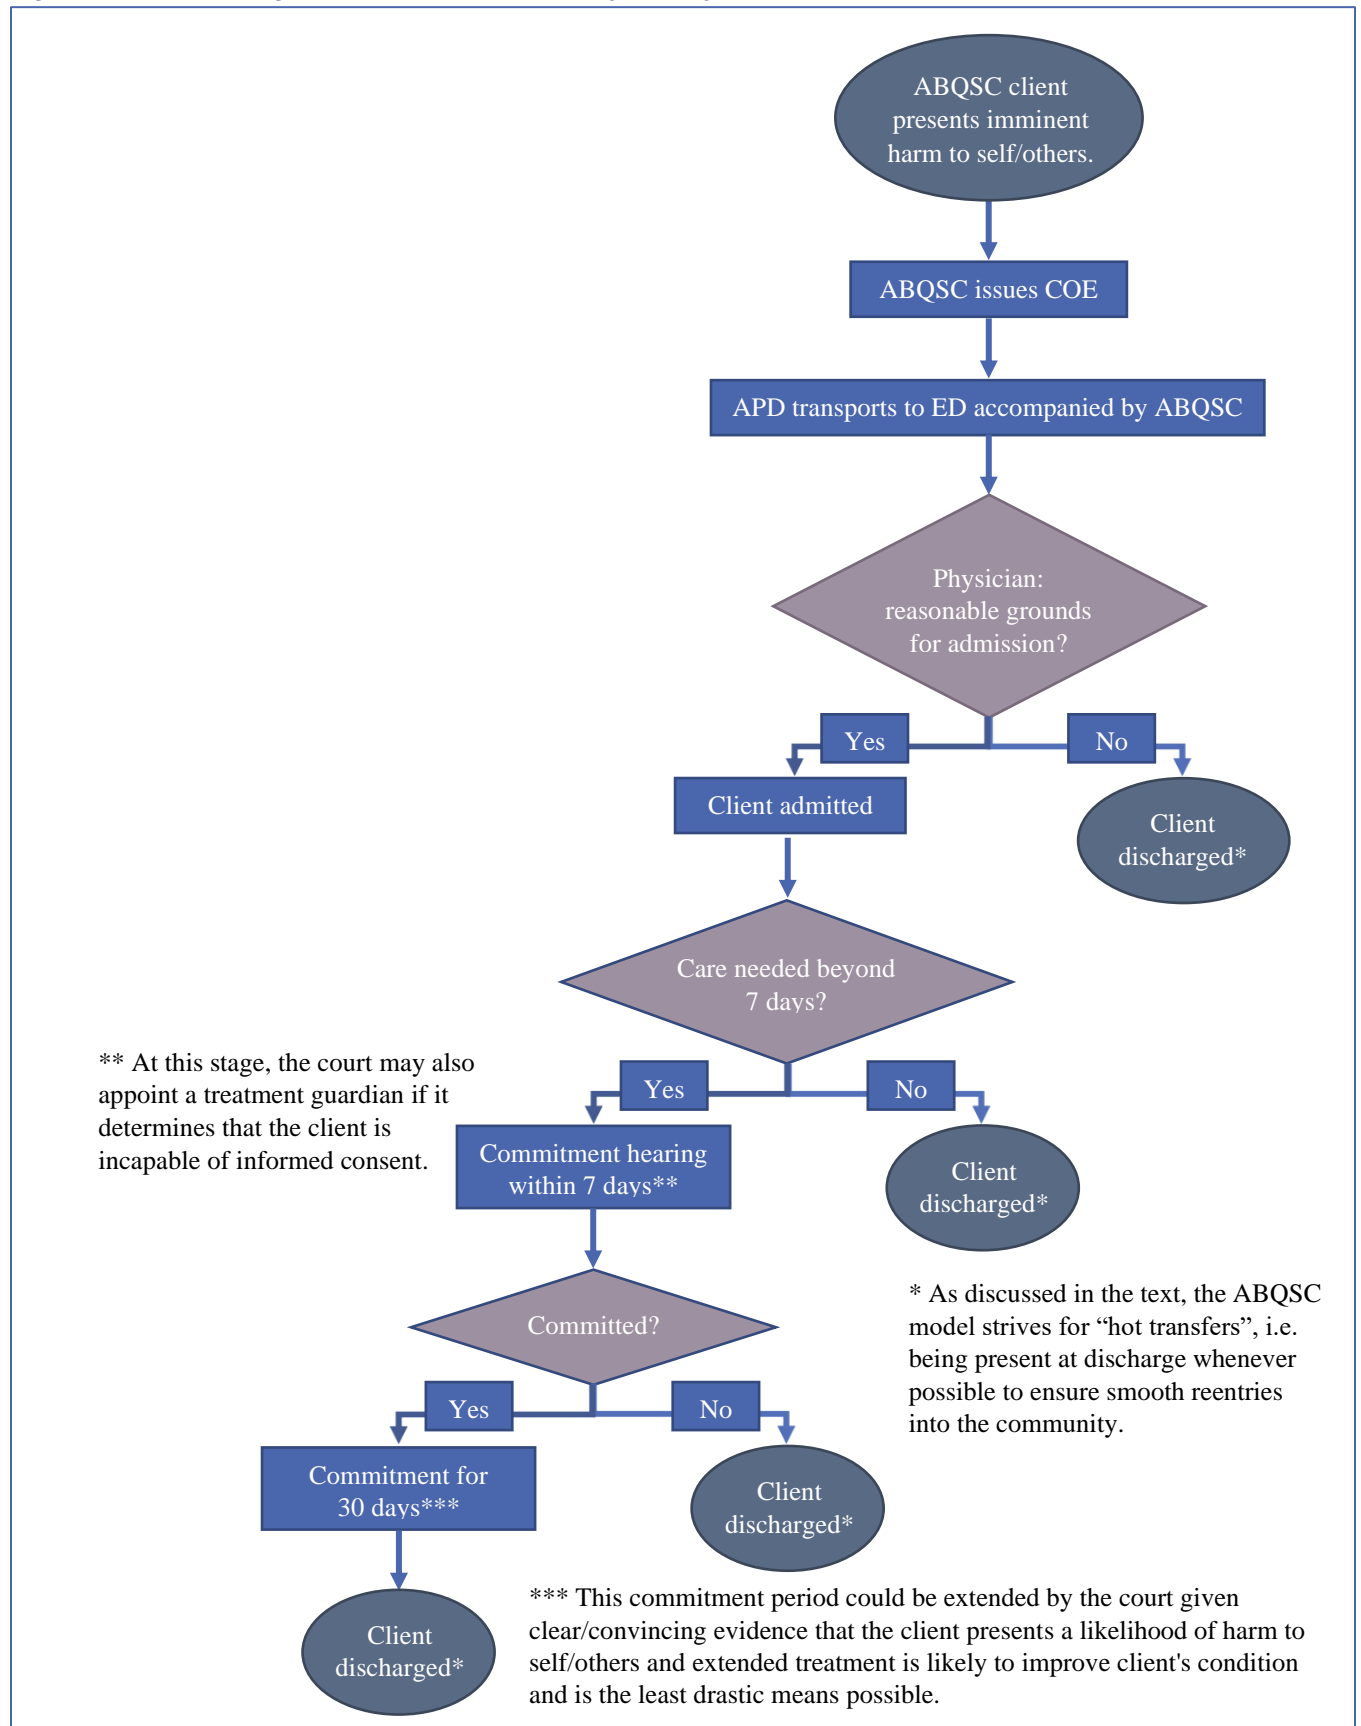 ABQSC client
presents imminent
harm to self/others.
ABQSC issues COE
APD transports to ED accompanied by ABQSC
Physician:
reasonable grounds
for admission?
Yes
No
Client admitted
Client
discharged*
Care needed beyond
7 days?
** At this stage, the court may also
appoint a treatment guardian if it
determines that the client is
incapable of informed consent.
Yes
No
Commitment hearing
within 7 days**
Client
discharged*
* As discussed in the text, the ABQSC
model strives for “hot transfers”, i.e.
being present at discharge whenever
possible to ensure smooth reentries
into the community.
Committed?
Yes
No
Commitment for
30 days***
Client
discharged*
*** This commitment period could be extended by the court given
clear/convincing evidence that the client presents a likelihood of harm to
self/others and extended treatment is likely to improve client's condition
and is the least drastic means possible.
Client
discharged*